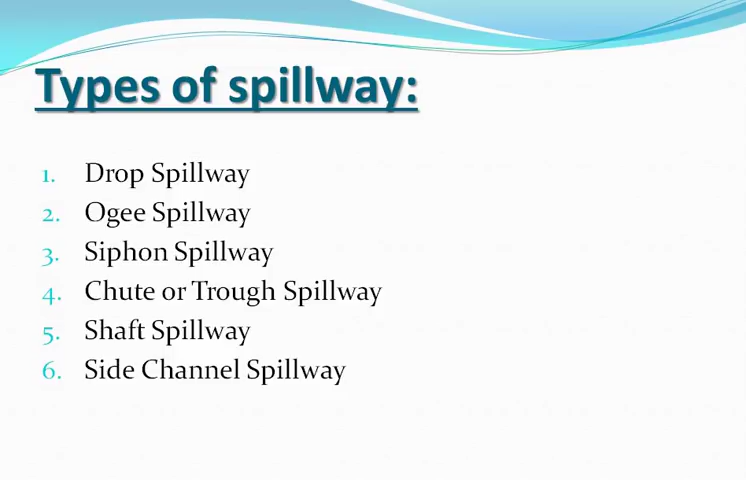 Types of spillway:
1. Drop Spillway
2. Ogee Spillway
3. Siphon Spillway
4. Chute or Trough Spillway
5. Shaft Spillway
6. Side Channel Spillway